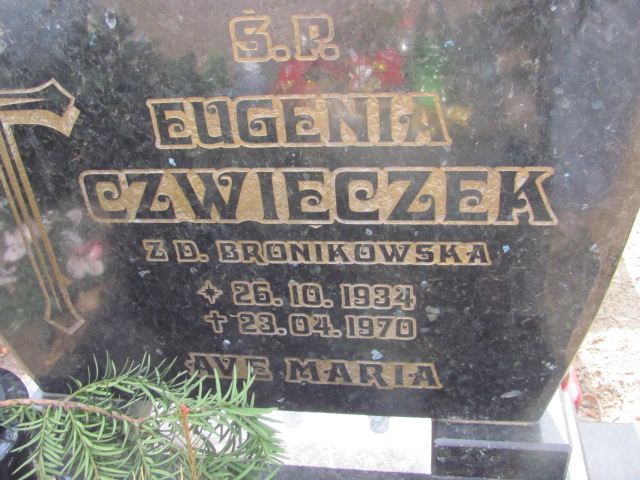 Ś.P.
EUGENIA
CZWIECZEK
Z D. BRONIKOWSKA
26.10.1934
✝ 23.04.1970
AVE MARIA